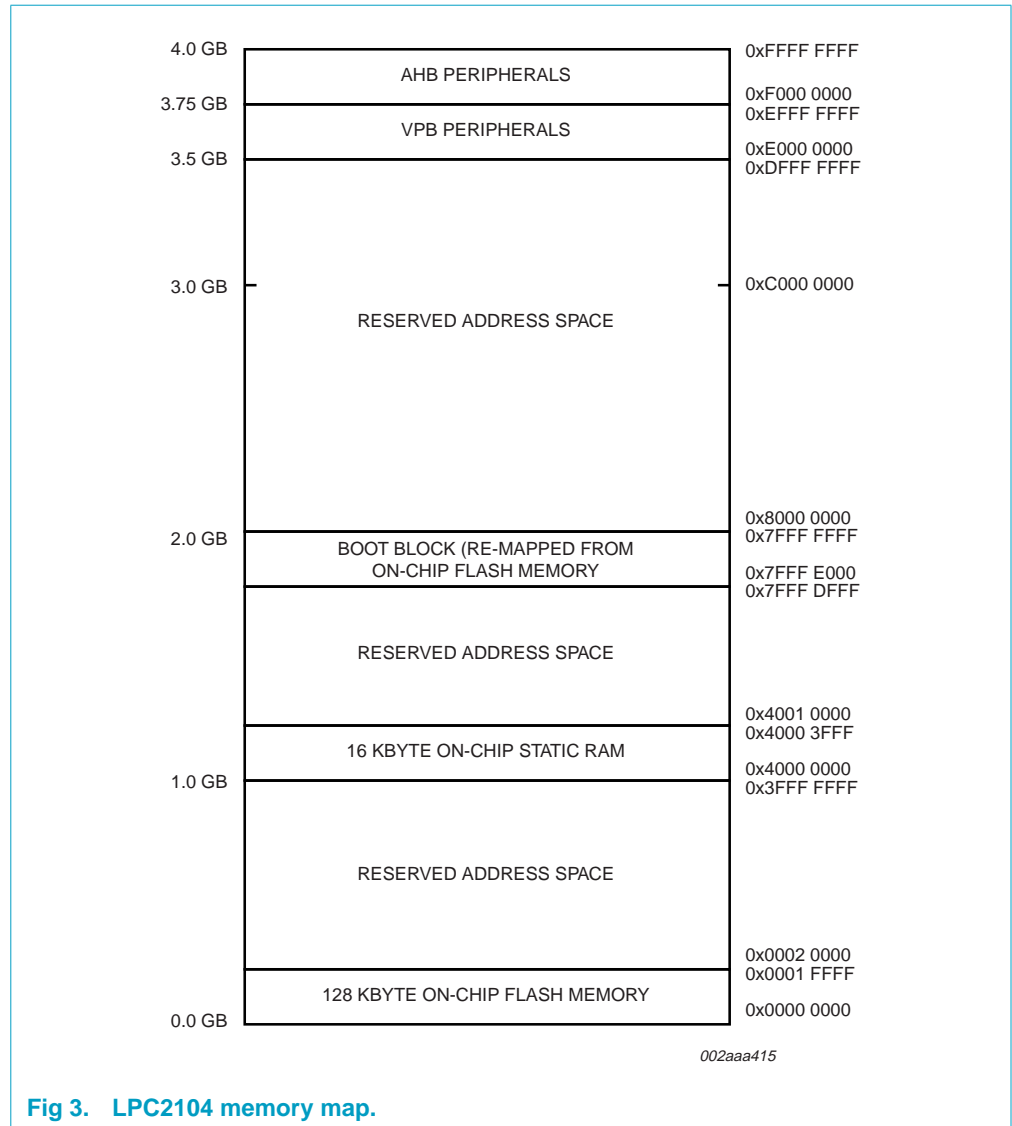 4.0 GB
0xFFFF FFFF
AHB PERIPHERALS
0xF000 0000
3.75 GB
0xEFFF FFFF
VPB PERIPHERALS
0xE000 0000
3.5 GB
0xDFFF FFFF
3.0 GB
0xC000 0000
RESERVED ADDRESS SPACE
0x8000 0000
2.0 GB
0x7FFF FFFF
BOOT BLOCK (RE-MAPPED FROM
ON-CHIP FLASH MEMORY
0x7FFF E000
0x7FFF DFFF
RESERVED ADDRESS SPACE
0x4001 0000
0x4000 3FFF
16 KBYTE ON-CHIP STATIC RAM
0x4000 0000
1.0 GB
0x3FFF FFFF
RESERVED ADDRESS SPACE
0x0002 0000
0x0001 FFFF
128 KBYTE ON-CHIP FLASH MEMORY
0x0000 0000
0.0 GB
002aaa415
Fig 3. LPC2104 memory map.